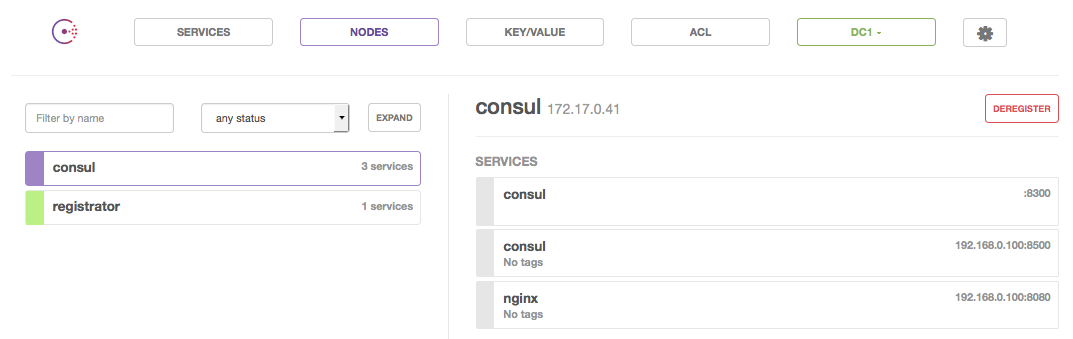 SERVICES
NODES
KEY/VALUE
ACL
DC1
Filter by name
any status
EXPAND
consul 3 services
registrator 1 services
consul 172.17.0.41
DEREGISTER
SERVICES
consul :8300
consul 192.168.0.100:8500
No tags
nginx 192.168.0.100:8080
No tags